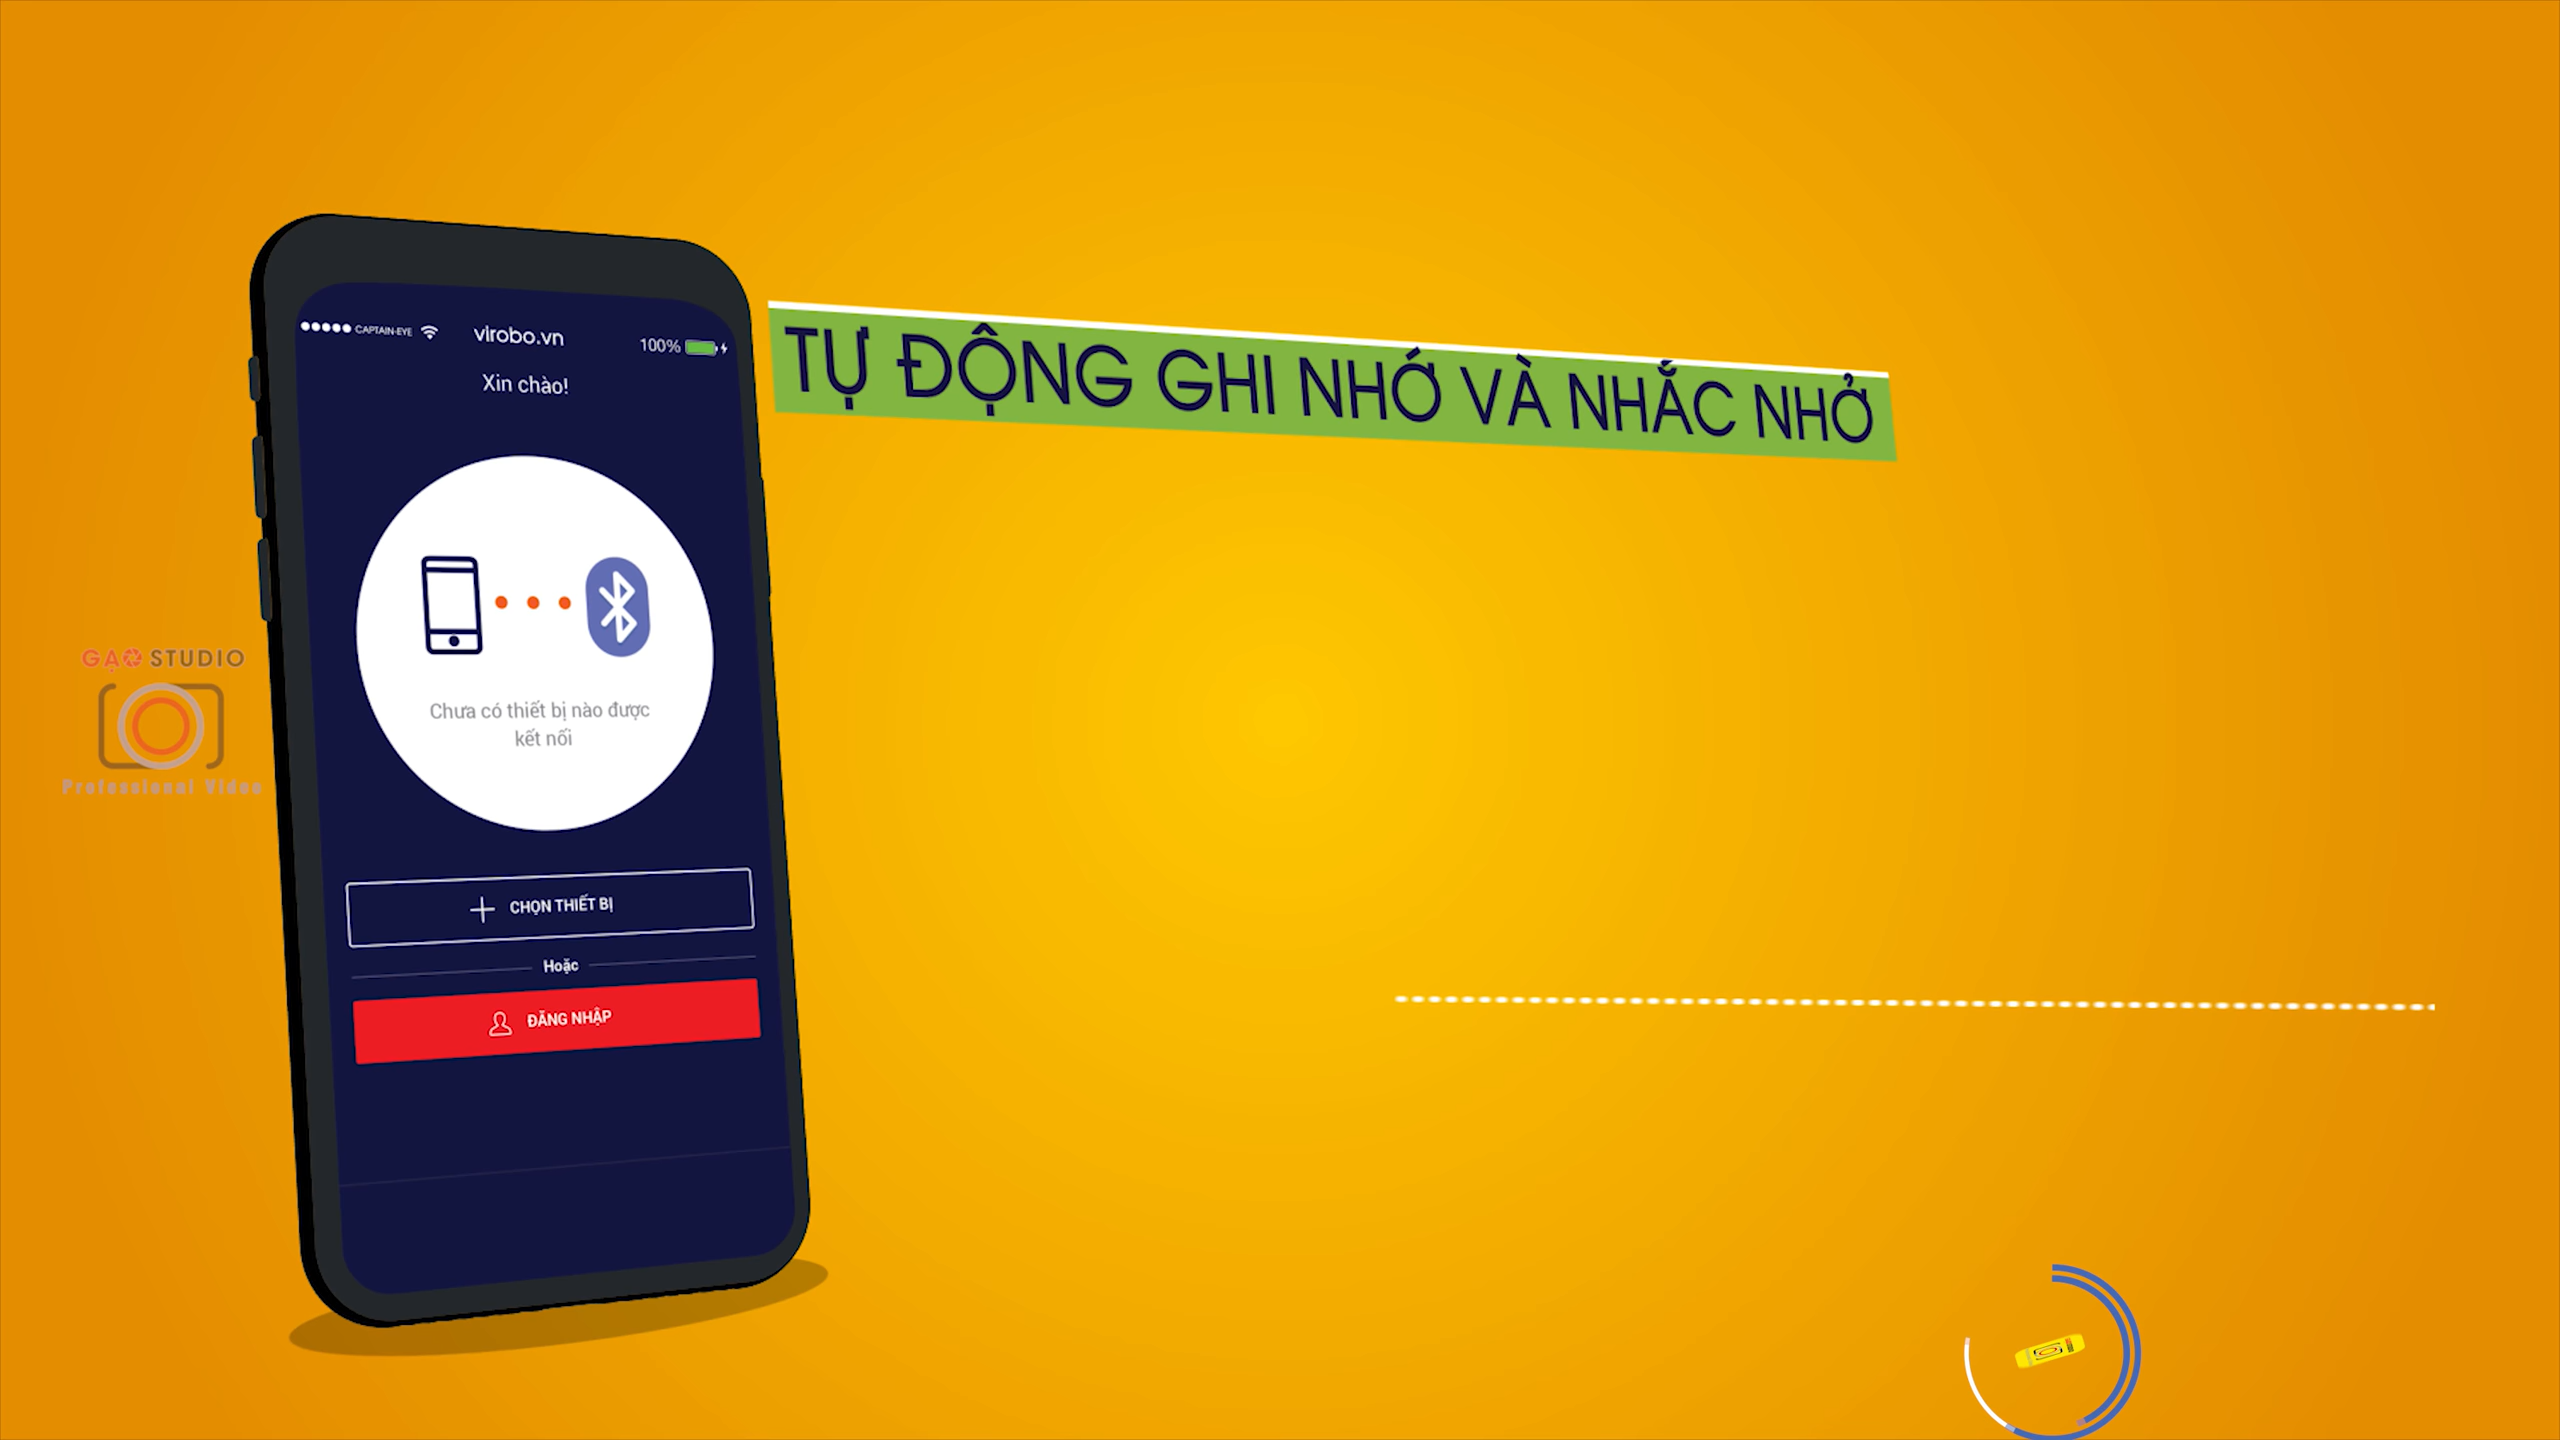 CAPTAIN-EYE virobo.vn 100%
Xin chào!
TỰ ĐỘNG GHI NHỚ VÀ NHẮC NHỞ
GẠO STUDIO
Professional Video
Chưa có thiết bị nào được
kết nối
CHỌN THIẾT BỊ
Hoặc
ĐĂNG NHẬP